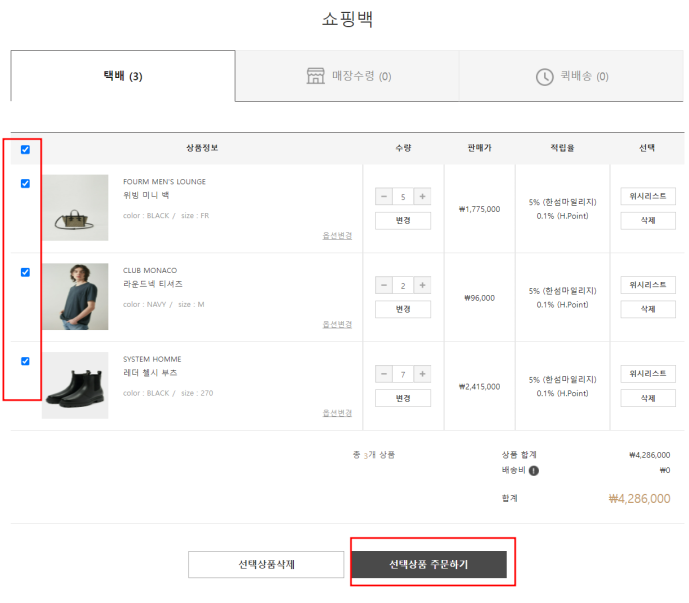 쇼핑백
택배 (3)
매장수령 (0)
퀵배송 (0)
상품정보
수량
판매가
적립율
선택
FOURM MEN'S LOUNGE
위빙 미니 백
color : BLACK / size : FR
옵션변경
− 5 +
변경
₩1,775,000
5% (한섬마일리지)
0.1% (H.Point)
위시리스트
삭제
CLUB MONACO
라운드넥 티셔츠
color : NAVY / size : M
옵션변경
− 2 +
변경
₩96,000
5% (한섬마일리지)
0.1% (H.Point)
위시리스트
삭제
SYSTEM HOMME
레더 첼시 부츠
color : BLACK / size : 270
옵션변경
− 7 +
변경
₩2,415,000
5% (한섬마일리지)
0.1% (H.Point)
위시리스트
삭제
총 3개 상품
상품 합계
₩4,286,000
배송비 !
₩0
합계
₩4,286,000
선택상품삭제
선택상품 주문하기